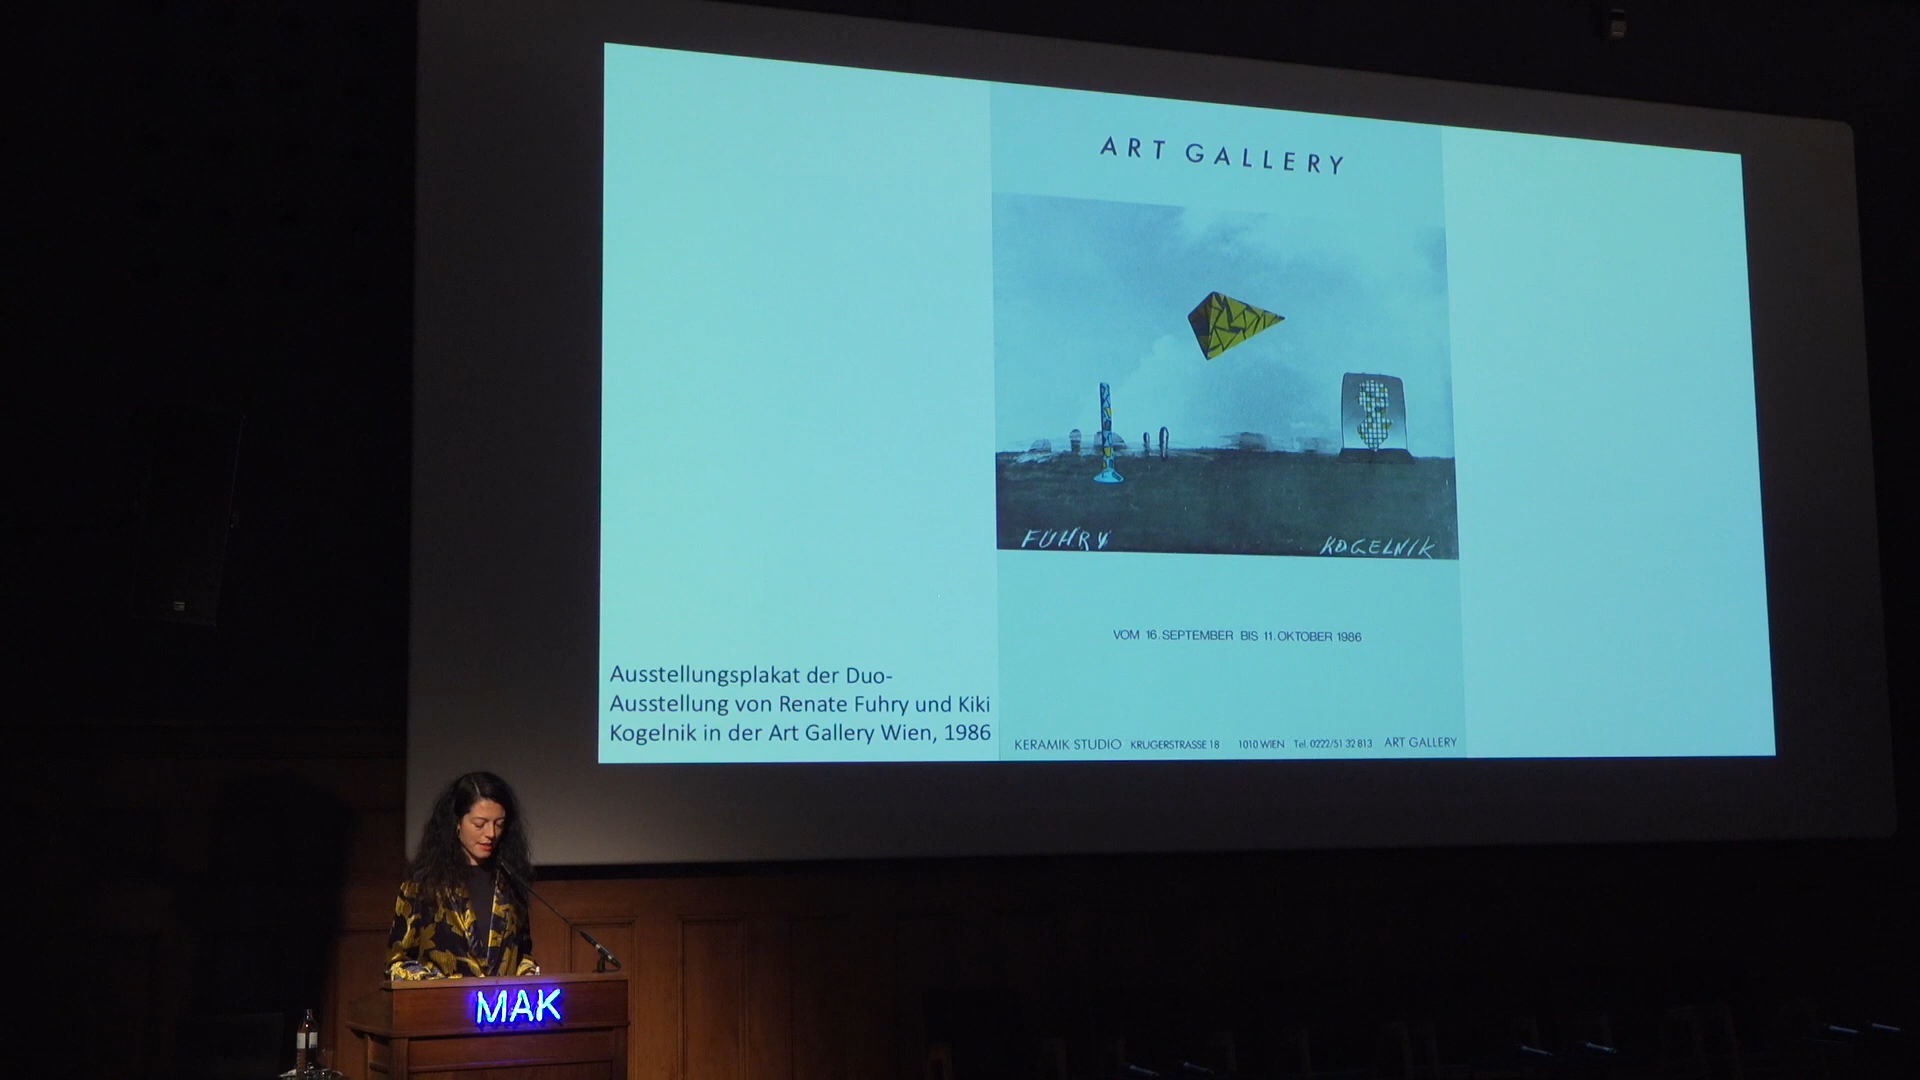 ART GALLERY
FUHRY
KOGELNIK
VOM 16. SEPTEMBER BIS 11. OKTOBER 1986
Ausstellungsplakat der Duo-
Ausstellung von Renate Fuhry und Kiki
Kogelnik in der Art Gallery Wien, 1986
KERAMIK STUDIO KRUGERSTRASSE 18 1010 WIEN Tel. 0222/51 32 813 ART GALLERY
MAK